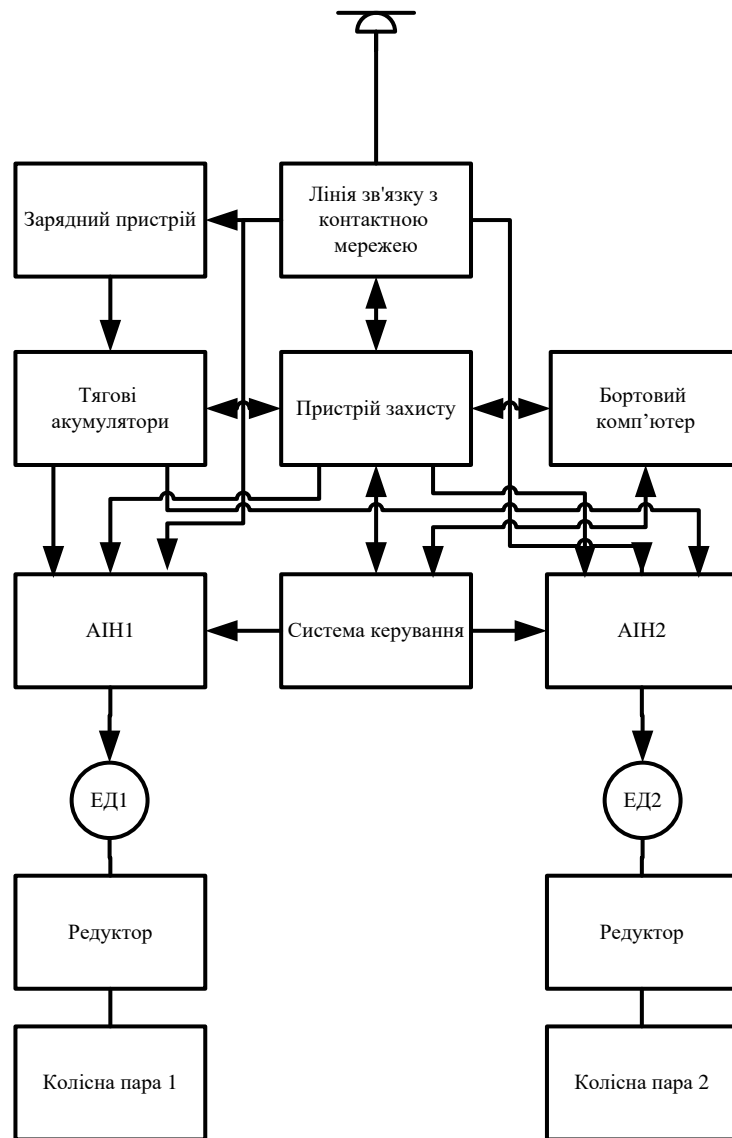 Зарядний пристрій
Лінія зв'язку з
контактною
мережею
Тягові
акумулятори
Пристрій захисту
Бортовий
комп’ютер
АІН1
Система керування
АІН2
ЕД1
ЕД2
Редуктор
Редуктор
Колісна пара 1
Колісна пара 2